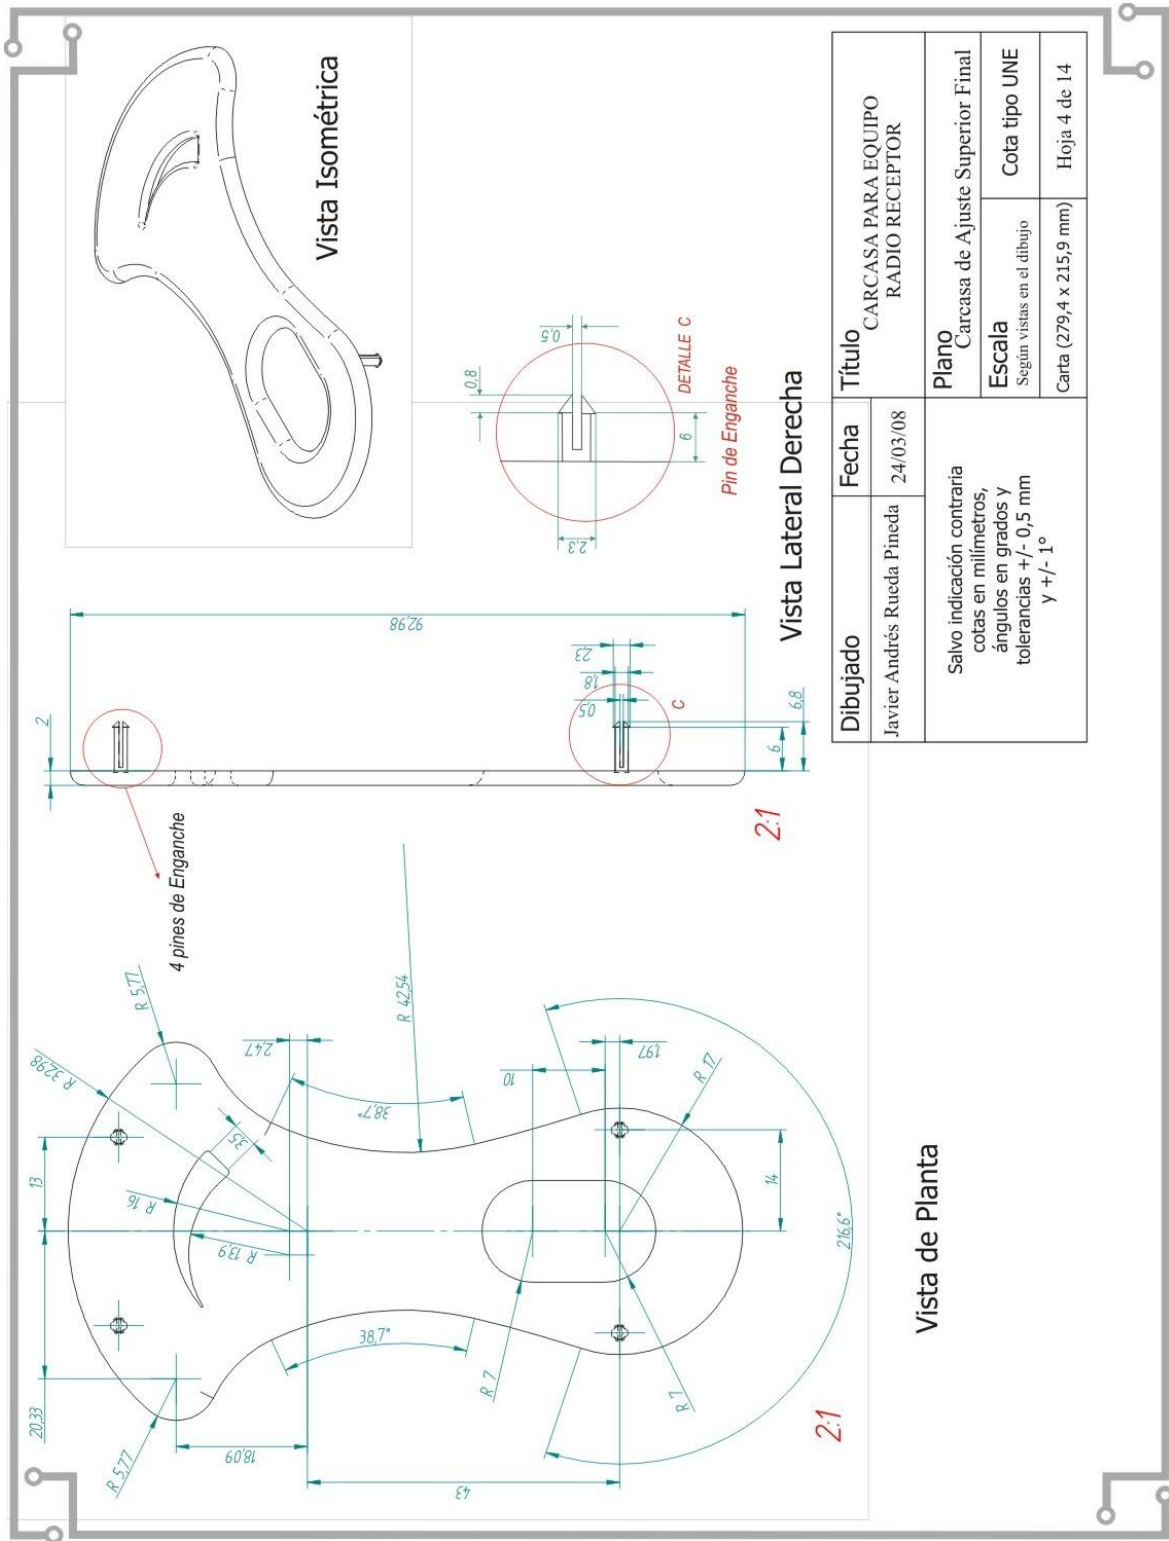 Vista Isométrica
0,8
0,5
2,3
6
DETALLE C
Pin de Enganche
Vista Lateral Derecha
2
92,98
4 pines de Enganche
0,5
1,8
2,3
C
6
6,8
2:1
R 5,77
R 32,98
13
20,33
R 5,77
R 16
3,5
R 13,9
2,47
R 42,54
38,7°
38,7°
18,09
43
10
1,97
R 17
14
R 7
R 7
216,6°
2:1
Vista de Planta
Dibujado
Javier Andrés Rueda Pineda
Fecha
24/03/08
Título
CARCASA PARA EQUIPO
RADIO RECEPTOR
Salvo indicación contraria
cotas en milímetros,
ángulos en grados y
tolerancias +/- 0,5 mm
y +/- 1°
Plano
Carcasa de Ajuste Superior Final
Escala
Según vistas en el dibujo
Cota tipo UNE
Carta (279,4 x 215,9 mm)
Hoja 4 de 14